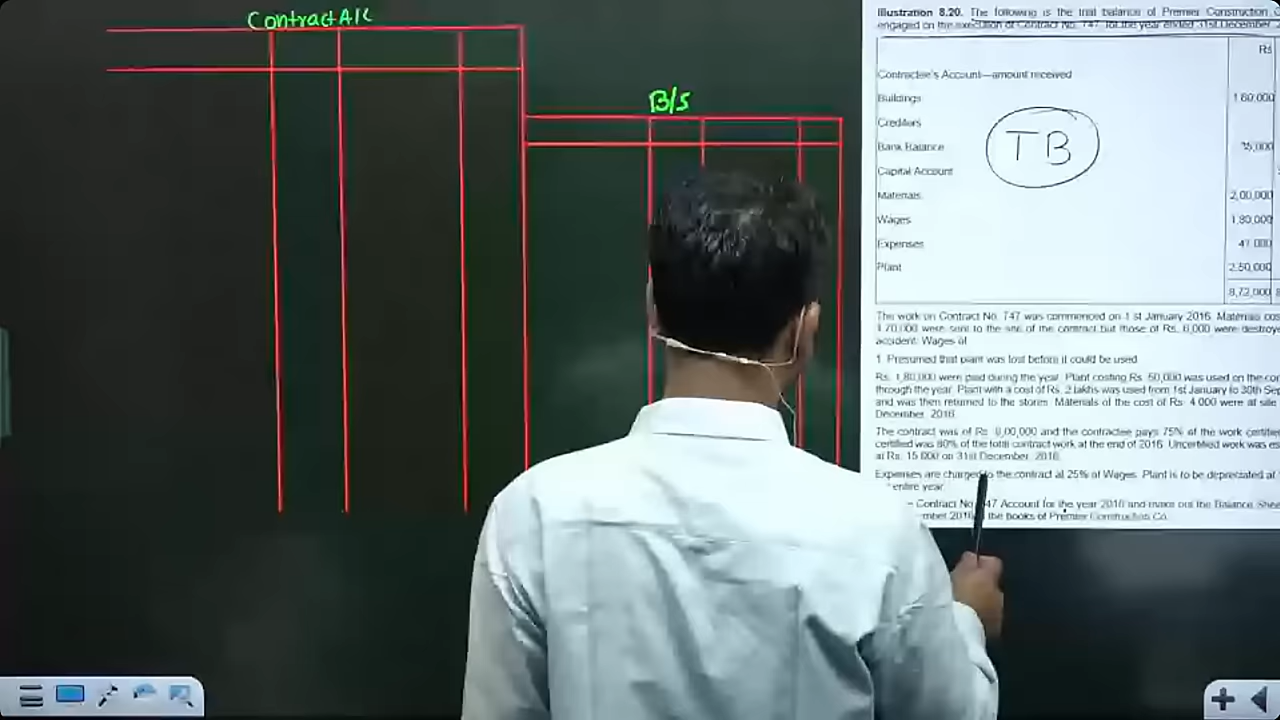 Contract A/c
B/S
Illustration 8.20. The following is the trial balance of Premier Construction
engaged on the execution of Contract No. 747 for the year ended 31st December
Rs
Contractee's Account—amount received
Buildings 1,60,000
Creditors
Bank Balance 35,000
Capital Account
Materials 2,00,000
Wages 1,80,000
Expenses 47,000
Plant 2,50,000
8,72,000
TB
The work on Contract No. 747 was commenced on 1st January 2016. Materials
1,70,000 were sent to the site of the contract but those of Rs. 6,000 were
accident. Wages of
1 Presumed that plant was lost before it could be used
Rs. 1,80,000 were paid during the year. Plant costing Rs. 50,000 was used on the
through the year. Plant with a cost of Rs. 2 lakhs was used from 1st January to 30th
and was then returned to the stores. Materials of the cost of Rs. 4,000 were at site
December, 2016.
The contract was of Rs. 6,00,000 and the contractee pays 75% of the work
certified was 80% of the total contract work at the end of 2016. Uncertified work was
at Rs. 15,000 on 31st December, 2016.
Expenses are charged to the contract at 25% of Wages. Plant is to be depreciated at
entire year.
Contract No 47 Account for the year 2016 and make out the Balance
2016 the books of Premier Construction Co.